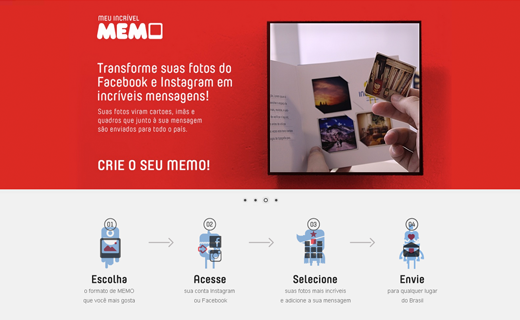 MEU INCRÍVEL
MEMO
Transforme suas fotos do
Facebook e Instagram em
incríveis mensagens!
Suas fotos viram cartoes, imãs e
quadros que junto à sua mensagem
são enviados para todo o país.
CRIE O SEU MEMO!
01
02
03
04
Escolha
o formato de MEMO
que você mais gosta
Acesse
sua conta Instagram
ou Facebook
Selecione
suas fotos mais incríveis
e adicione a sua mensagem
Envie
para qualquer lugar
do Brasil